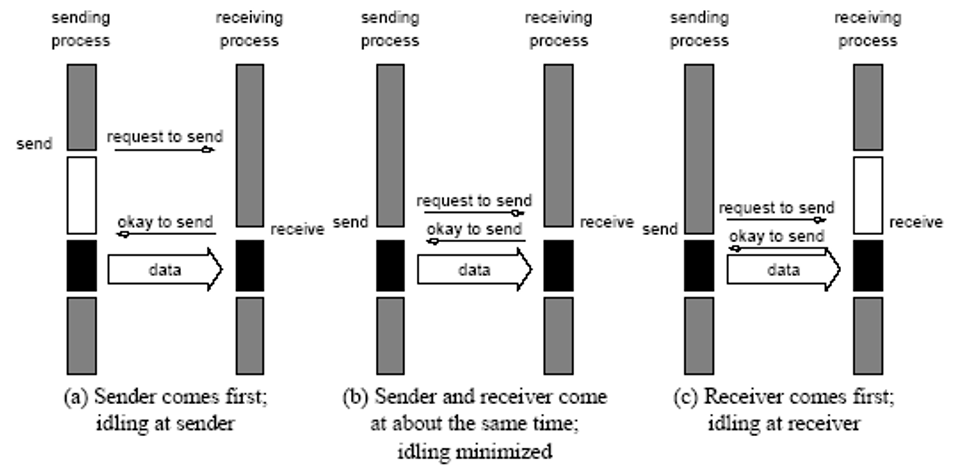 sending
process
receiving
process
send
request to send
okay to send
receive
data
(a) Sender comes first;
idling at sender
sending
process
receiving
process
request to send
send
okay to send
receive
data
(b) Sender and receiver come
at about the same time;
idling minimized
sending
process
receiving
process
request to send
send
okay to send
receive
data
(c) Receiver comes first;
idling at receiver